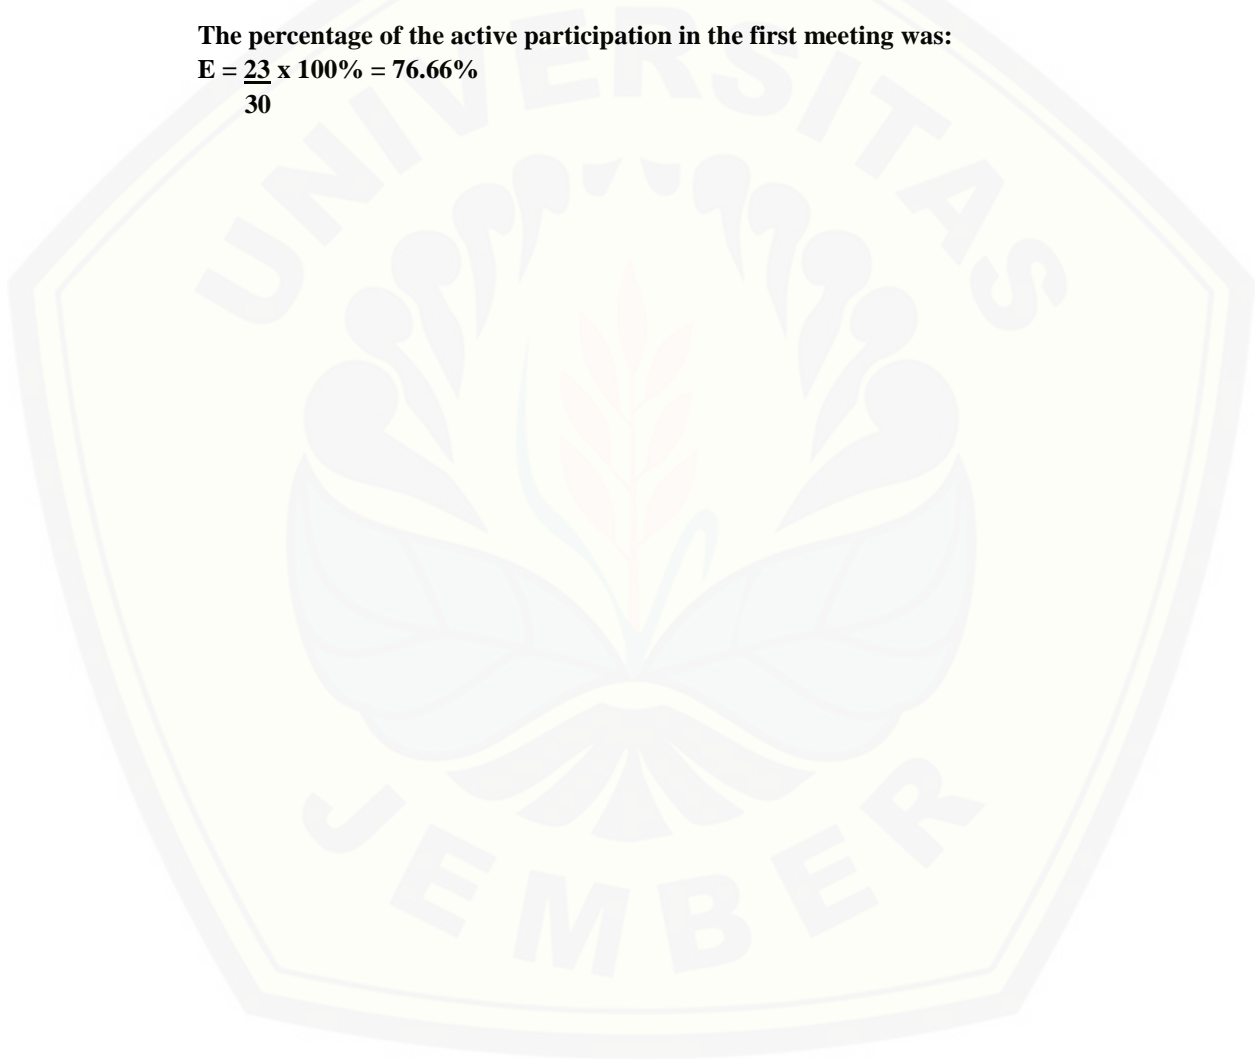 The percentage of the active participation in the first meeting was:
E = 23 x 100% = 76.66%
30
UNIVERSITAS
JEMBER